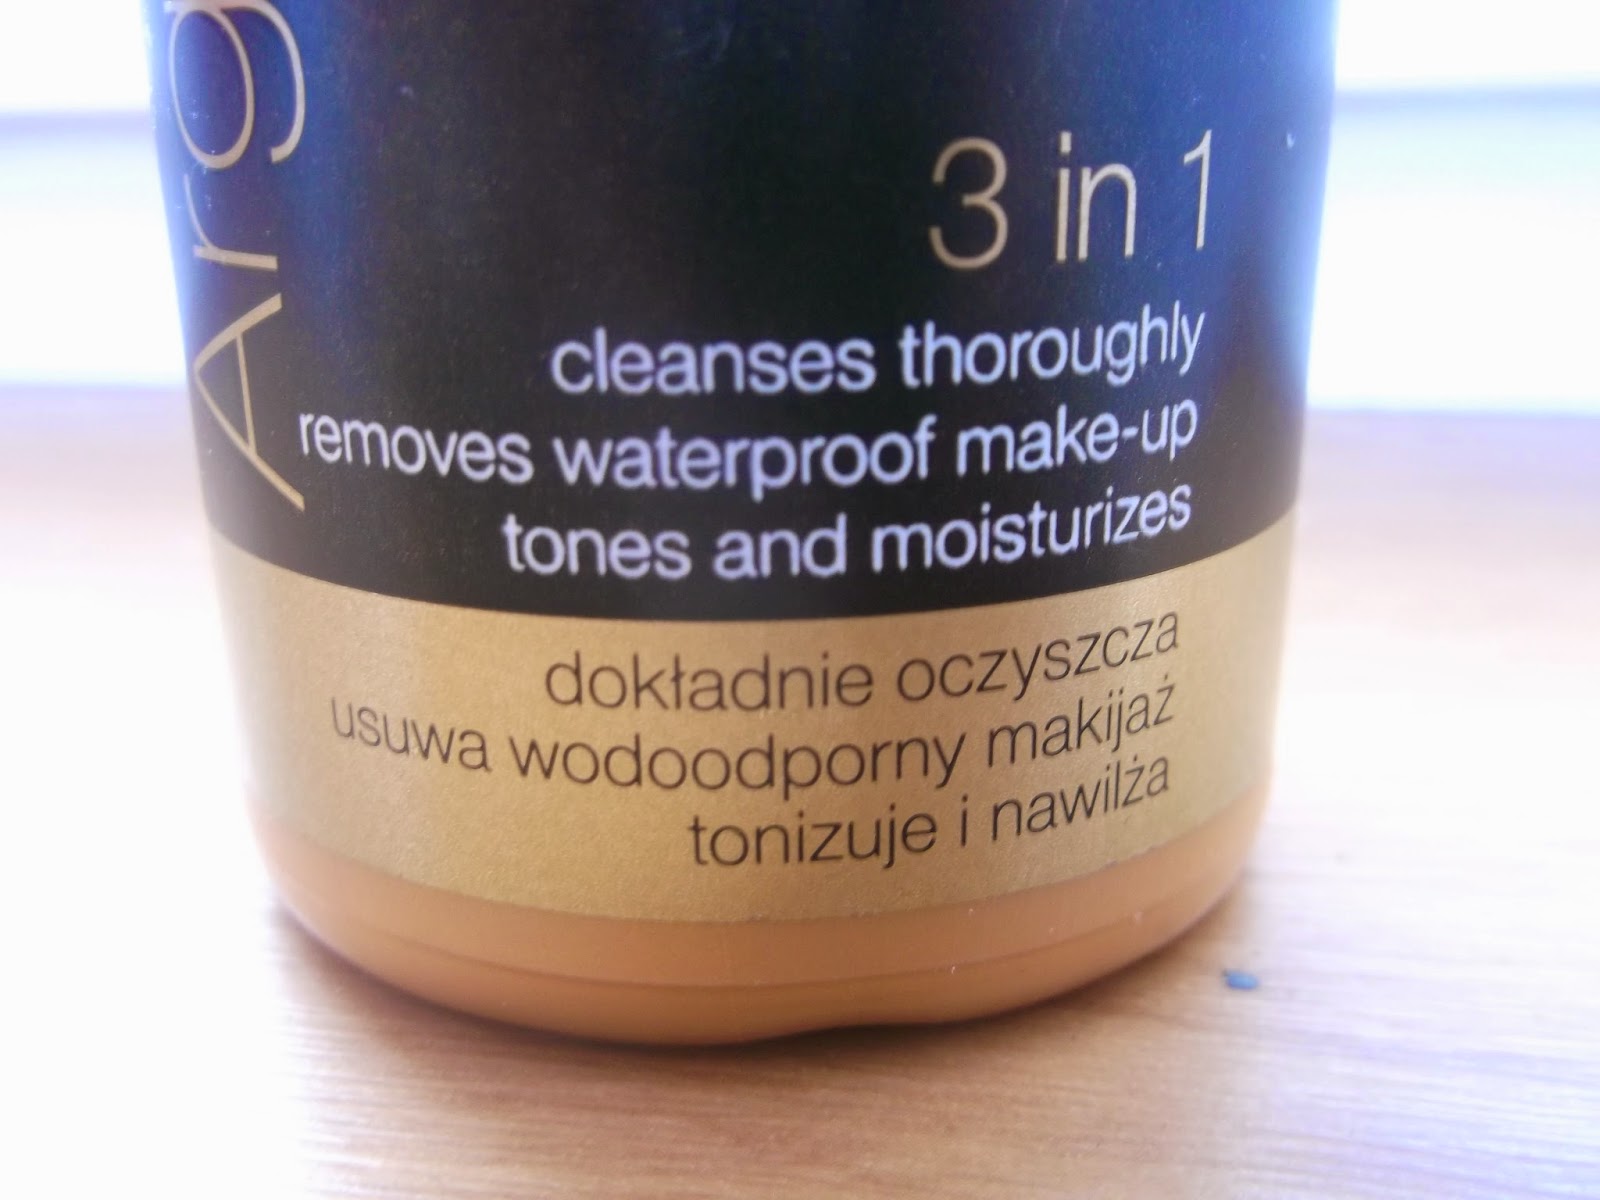 Arg
3 in 1
cleanses thoroughly
removes waterproof make-up
tones and moisturizes
dokładnie oczyszcza
usuwa wodoodporny makijaż
tonizuje i nawilża